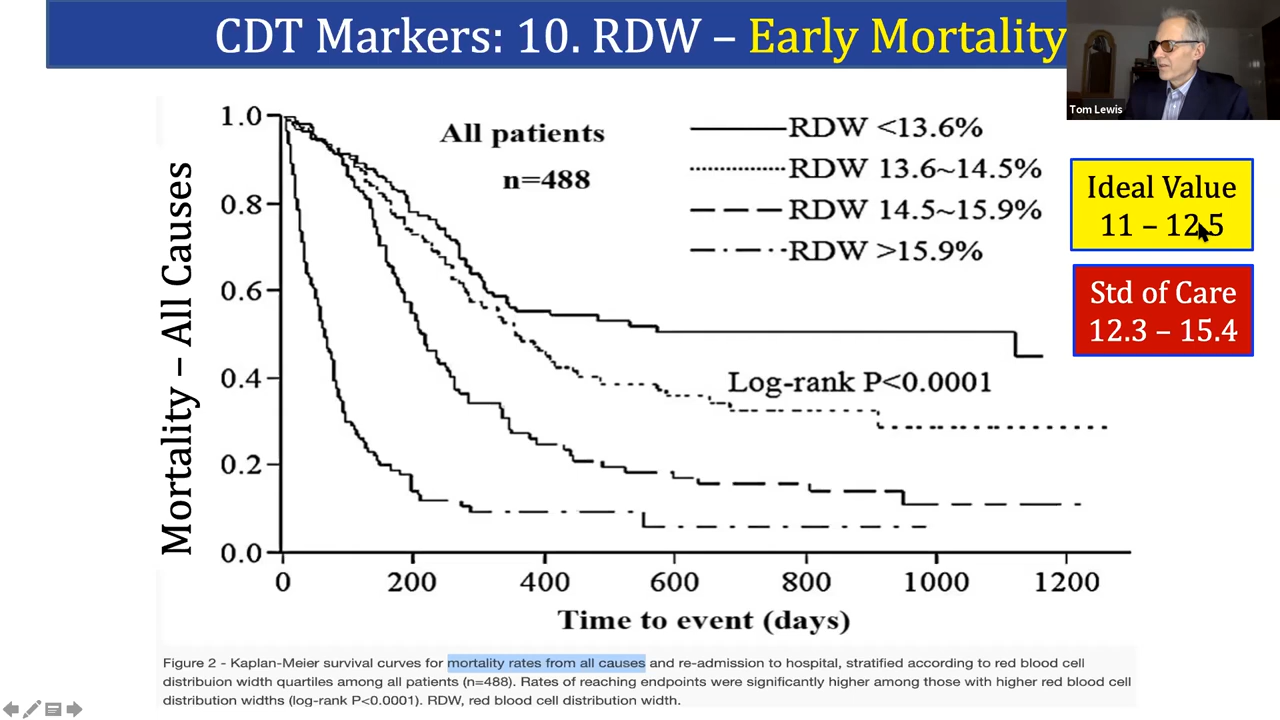 CDT Markers: 10. RDW – Early Mortality
Tom Lewis
Mortality – All Causes
1.0
0.8
0.6
0.4
0.2
0.0
All patients
n=488
RDW <13.6%
RDW 13.6~14.5%
RDW 14.5~15.9%
RDW >15.9%
Log-rank P<0.0001
Ideal Value
11 – 12.5
Std of Care
12.3 – 15.4
0 200 400 600 800 1000 1200
Time to event (days)
Figure 2 - Kaplan-Meier survival curves for mortality rates from all causes and re-admission to hospital, stratified according to red blood cell
distribuion width quartiles among all patients (n=488). Rates of reaching endpoints were significantly higher among those with higher red blood cell
distribution widths (log-rank P<0.0001). RDW, red blood cell distribution width.